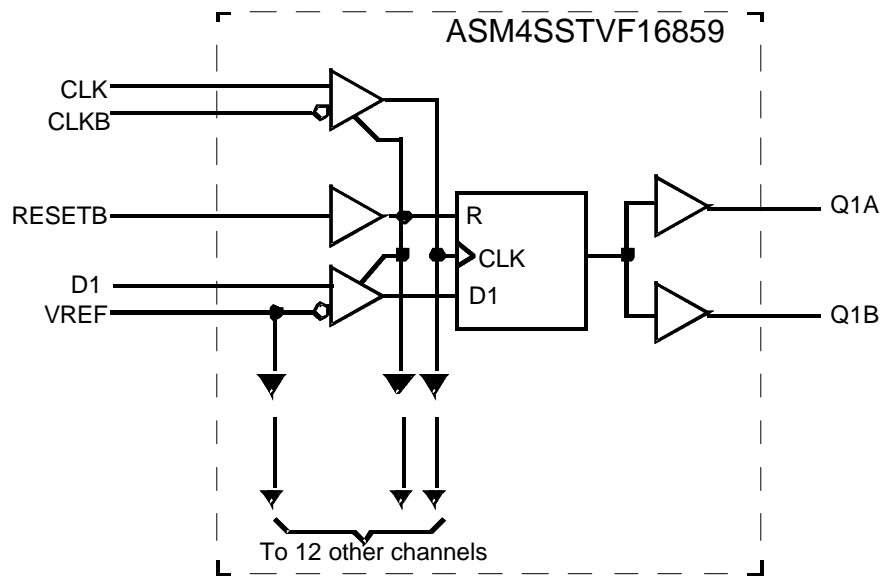 ASM4SSTVF16859
CLK
CLKB
RESETB
R
Q1A
CLK
D1
D1
VREF
Q1B
To 12 other channels